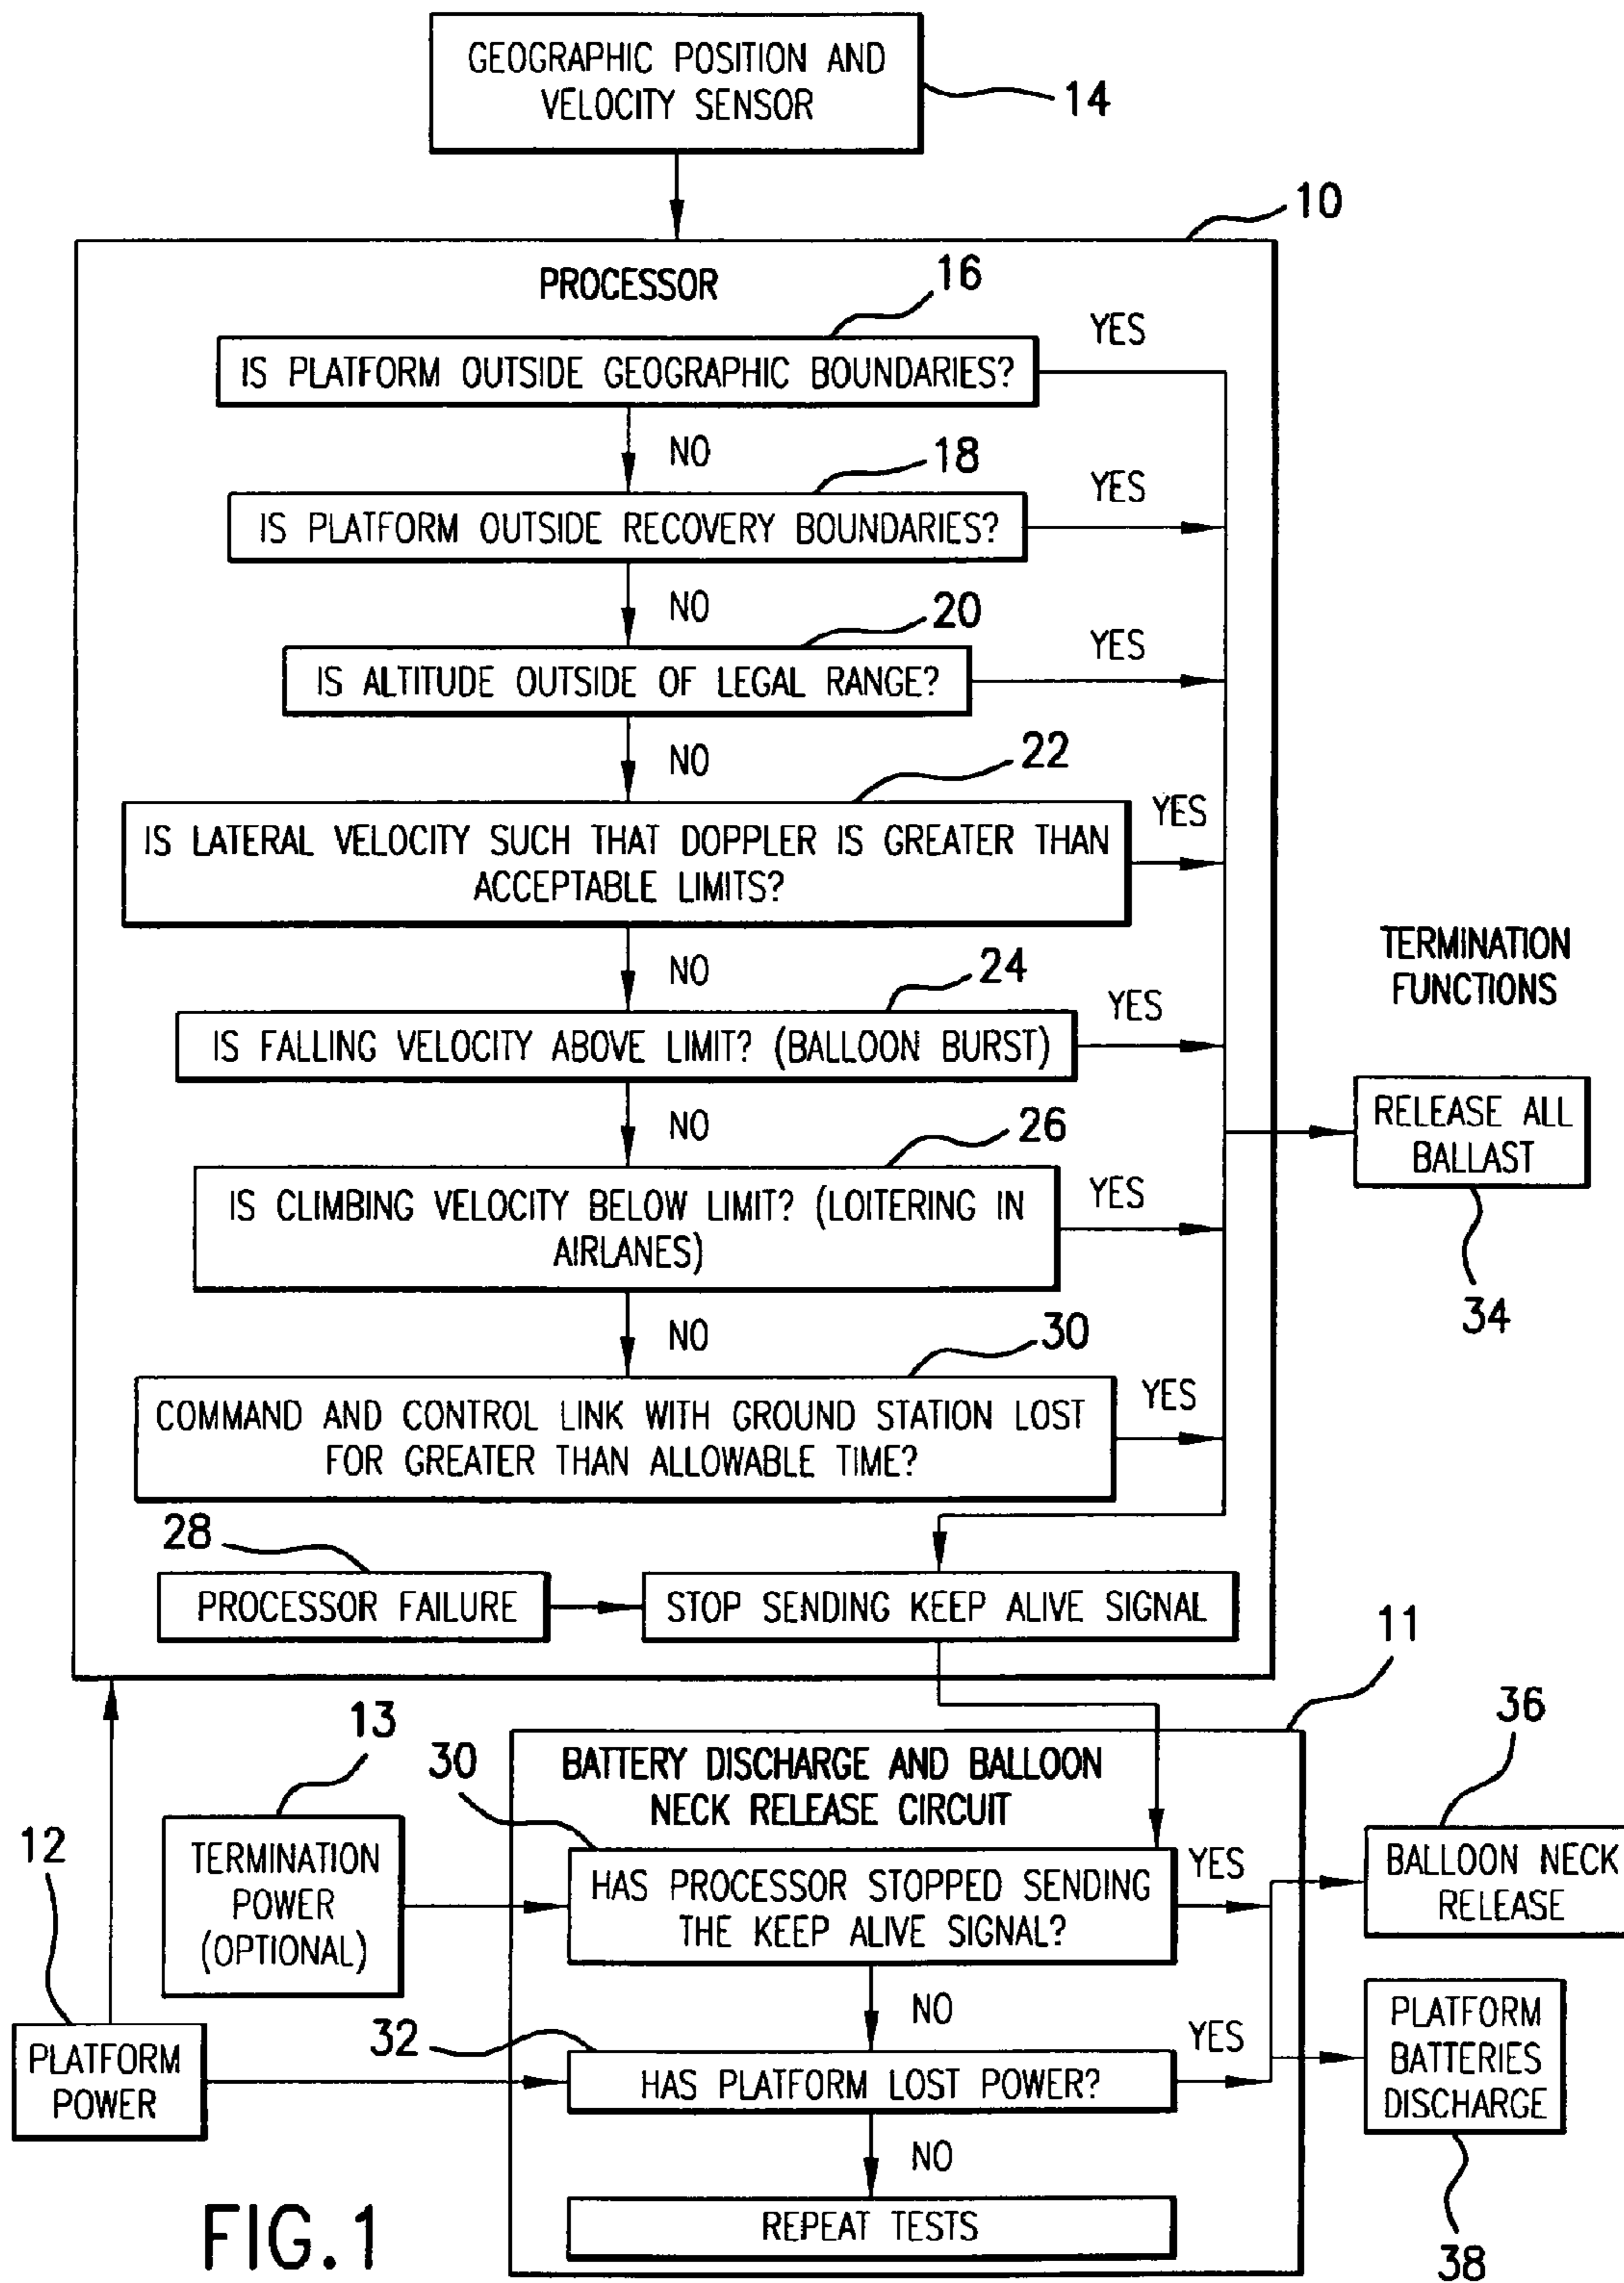 GEOGRAPHIC POSITION AND
VELOCITY SENSOR
14
10
PROCESSOR
16
IS PLATFORM OUTSIDE GEOGRAPHIC BOUNDARIES?
YES
NO
18
IS PLATFORM OUTSIDE RECOVERY BOUNDARIES?
YES
NO
20
IS ALTITUDE OUTSIDE OF LEGAL RANGE?
YES
NO
22
IS LATERAL VELOCITY SUCH THAT DOPPLER IS GREATER THAN
ACCEPTABLE LIMITS?
YES
NO
24
IS FALLING VELOCITY ABOVE LIMIT? (BALLOON BURST)
YES
NO
26
IS CLIMBING VELOCITY BELOW LIMIT? (LOITERING IN
AIRLANES)
YES
NO
30
COMMAND AND CONTROL LINK WITH GROUND STATION LOST
FOR GREATER THAN ALLOWABLE TIME?
YES
TERMINATION
FUNCTIONS
RELEASE ALL
BALLAST
34
28
PROCESSOR FAILURE
STOP SENDING KEEP ALIVE SIGNAL
11
13
TERMINATION
POWER
(OPTIONAL)
12
PLATFORM
POWER
BATTERY DISCHARGE AND BALLOON
NECK RELEASE CIRCUIT
30
HAS PROCESSOR STOPPED SENDING
THE KEEP ALIVE SIGNAL?
YES
NO
32
HAS PLATFORM LOST POWER?
YES
NO
REPEAT TESTS
36
BALLOON NECK
RELEASE
PLATFORM
BATTERIES
DISCHARGE
38
FIG.1